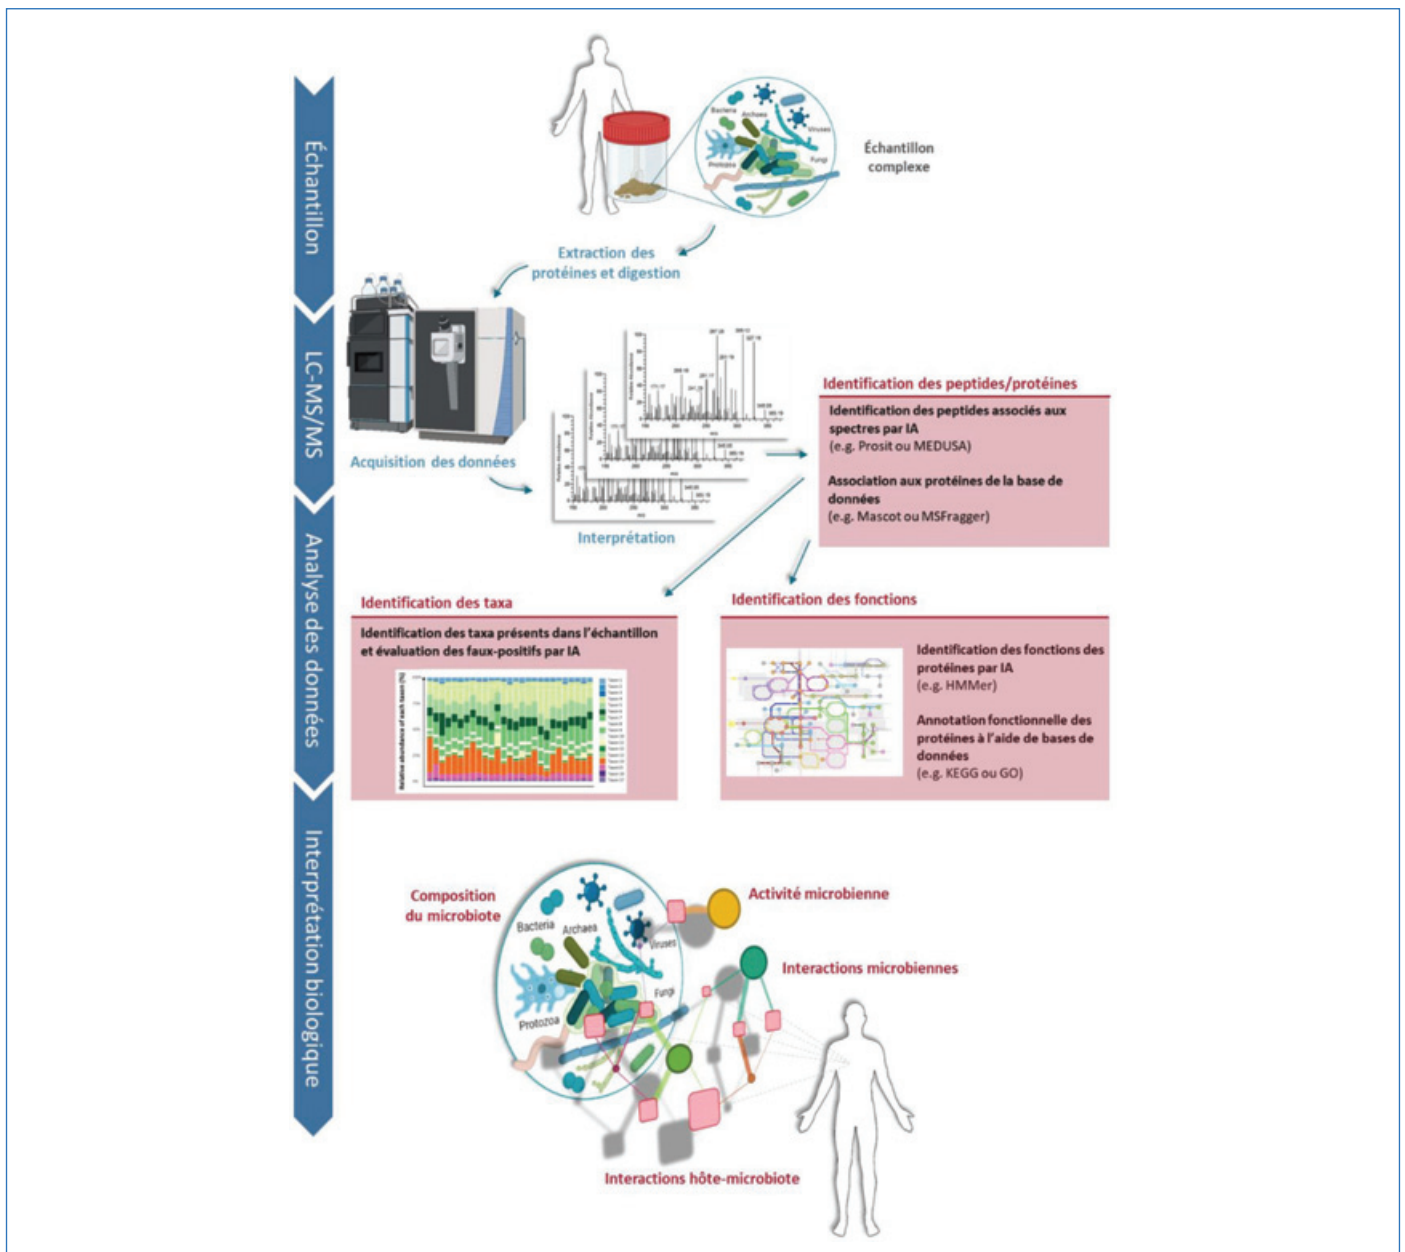 Échantillon
LC-MS/MS
Analyse des données
Interprétation biologique
Bacteria
Archaea
Viruses
Protozoa
Fungi
Échantillon
complexe
Extraction des
protéines et digestion
Acquisition des données
Interprétation
Identification des peptides/protéines
Identification des peptides associés aux
spectres par IA
(e.g. Prosit ou MEDUSA)
Association aux protéines de la base de
données
(e.g. Mascot ou MSFragger)
Identification des taxa
Identification des taxa présents dans l'échantillon
et évaluation des faux-positifs par IA
Relative abundance of each taxon (%)
Identification des fonctions
Identification des fonctions des
protéines par IA
(e.g. HMMer)
Annotation fonctionnelle des
protéines à l'aide de bases de
données
(e.g. KEGG ou GO)
Composition
du microbiote
Bacteria
Archaea
Viruses
Fungi
Protozoa
Activité microbienne
Interactions microbiennes
Interactions hôte-microbiote